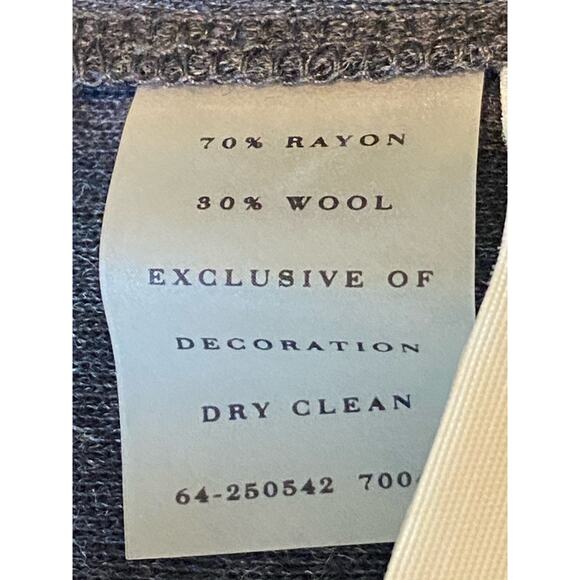 70% RAYON
30% WOOL
EXCLUSIVE OF
DECORATION
DRY CLEAN
64-250542